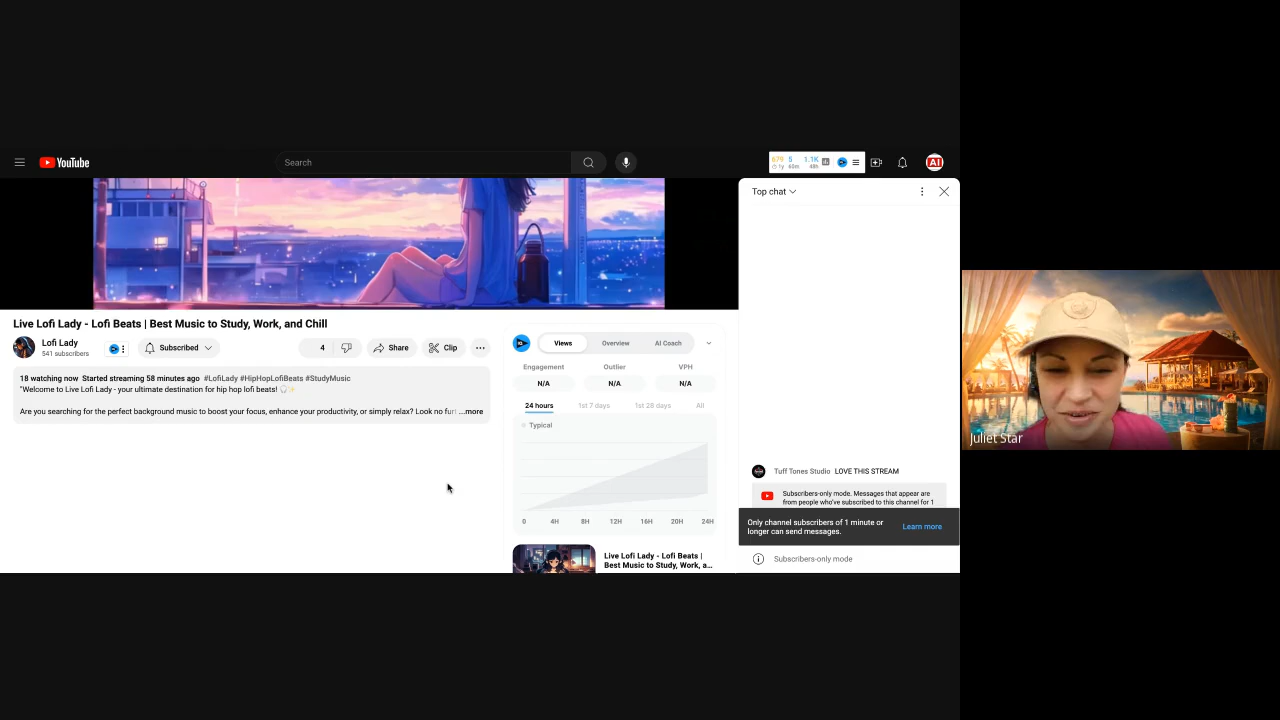 YouTube
Search
679 5 1.1K
1y 60m 48h
AI
Top chat
Live Lofi Lady - Lofi Beats | Best Music to Study, Work, and Chill
Lofi Lady
541 subscribers
Subscribed
4
Share
Clip
18 watching now Started streaming 58 minutes ago #LofiLady #HipHopLofiBeats #StudyMusic
"Welcome to Live Lofi Lady - your ultimate destination for hip hop lofi beats! 🎧✨
Are you searching for the perfect background music to boost your focus, enhance your productivity, or simply relax? Look no fur ...more
Views Overview AI Coach
Engagement Outlier VPH
N/A N/A N/A
24 hours 1st 7 days 1st 28 days All
Typical
0 4H 8H 12H 16H 20H 24H
Live Lofi Lady - Lofi Beats |
Best Music to Study, Work, a...
Tuff Tones Studio LOVE THIS STREAM
Subscribers-only mode. Messages that appear are
from people who've subscribed to this channel for 1
Only channel subscribers of 1 minute or
longer can send messages.
Learn more
Subscribers-only mode
Juliet Star